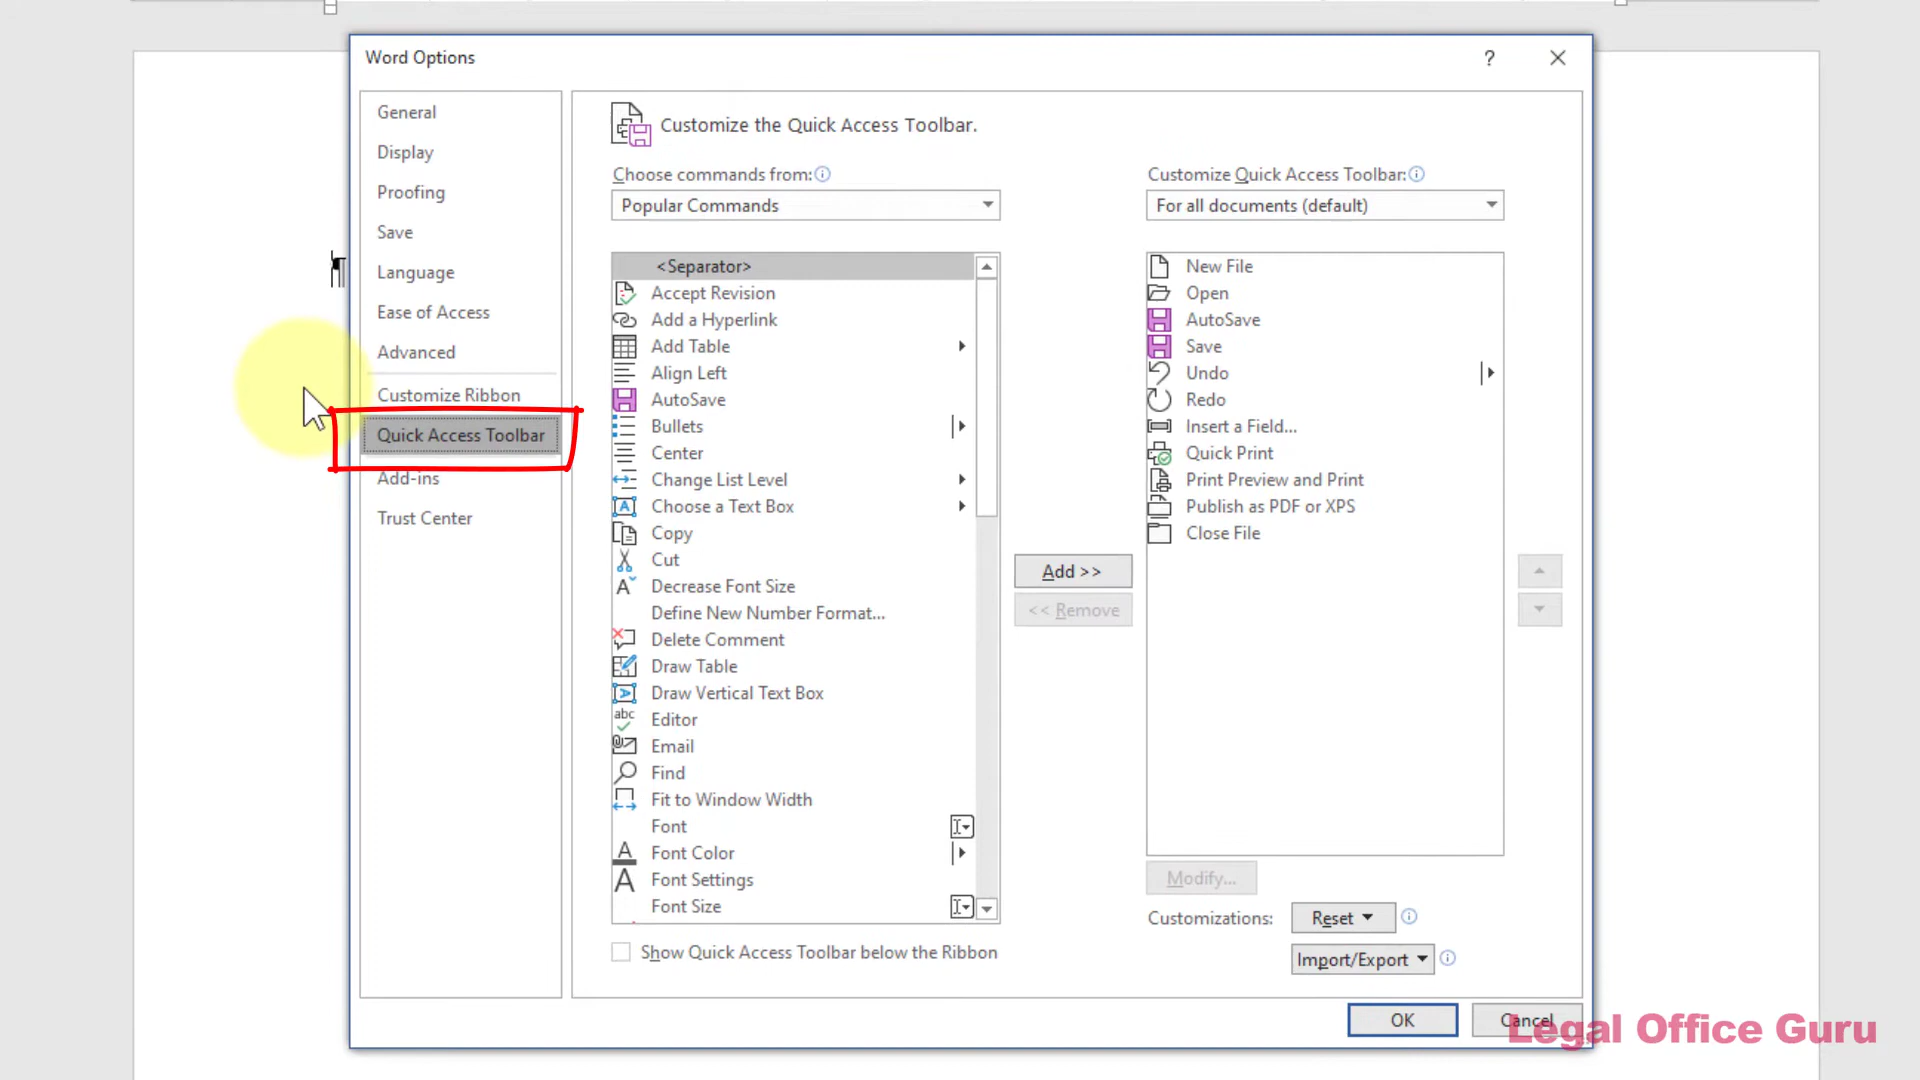 Word Options
?
General
Display
Proofing
Save
Language
Ease of Access
Advanced
Customize Ribbon
Quick Access Toolbar
Add-ins
Trust Center
Customize the Quick Access Toolbar.
Choose commands from:
Popular Commands
<Separator>
Accept Revision
Add a Hyperlink
Add Table
Align Left
AutoSave
Bullets
Center
Change List Level
Choose a Text Box
Copy
Cut
Decrease Font Size
Define New Number Format...
Delete Comment
Draw Table
Draw Vertical Text Box
Editor
Email
Find
Fit to Window Width
Font
Font Color
Font Settings
Font Size
Show Quick Access Toolbar below the Ribbon
Add >>
<< Remove
Customize Quick Access Toolbar:
For all documents (default)
New File
Open
AutoSave
Save
Undo
Redo
Insert a Field...
Quick Print
Print Preview and Print
Publish as PDF or XPS
Close File
Modify...
Customizations:
Reset
Import/Export
OK
Cancel
Legal Office Guru